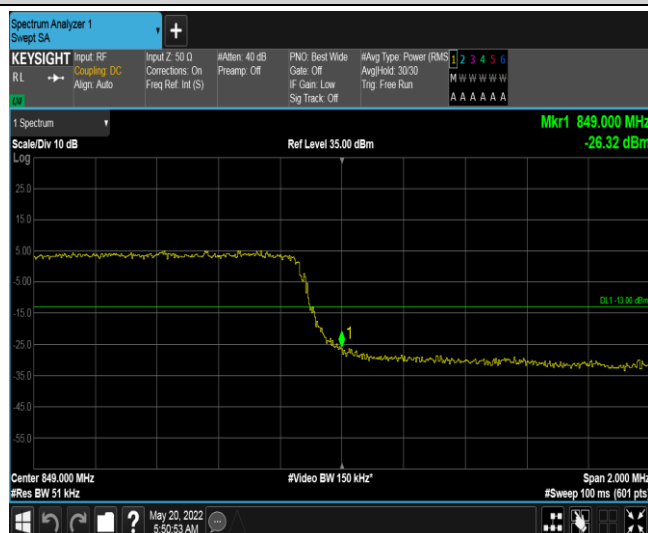 Spectrum Analyzer 1
Swept SA
+
KEYSIGHT
RL
Input: RF
Coupling: DC
Align: Auto
Input Z: 50 Ω
Corrections: On
Freq Ref: Int (S)
#Atten: 40 dB
Preamp: Off
PNO: Best Wide
Gate: Off
IF Gain: Low
Sig Track: Off
#Avg Type: Power (RMS
Avg|Hold: 30/30
Trig: Free Run
1 2 3 4 5 6
M W W W W W
A A A A A A
1 Spectrum
Mkr1 849.000 MHz
-26.32 dBm
Scale/Div 10 dB
Ref Level 35.00 dBm
Log
25.0
15.0
5.00
-5.00
DL1 -13.00 dBm
-15.0
1
-25.0
-35.0
-45.0
-55.0
Center 849.000 MHz
#Video BW 150 kHz*
Span 2.000 MHz
#Res BW 51 kHz
#Sweep 100 ms (601 pts)
?
May 20, 2022
5:50:53 AM